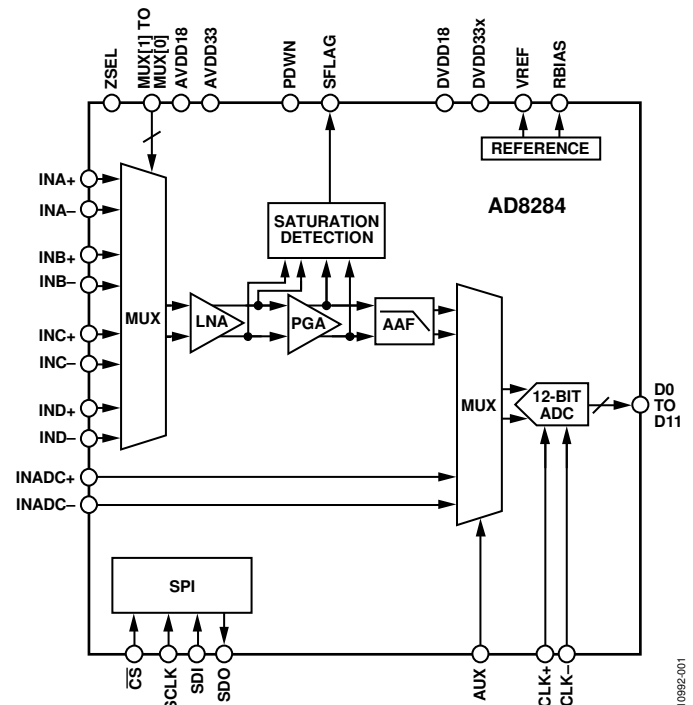 ZSEL
MUX[1] TO
MUX[0]
AVDD18
AVDD33
PDWN
SFLAG
DVDD18
DVDD33x
VREF
RBIAS
REFERENCE
AD8284
INA+
INA–
INB+
INB–
INC+
INC–
IND+
IND–
INADC+
INADC–
MUX
LNA
PGA
AAF
SATURATION
DETECTION
MUX
12-BIT
ADC
D0
TO
D11
SPI
CS
SCLK
SDI
SDO
AUX
CLK+
CLK–
10992-001